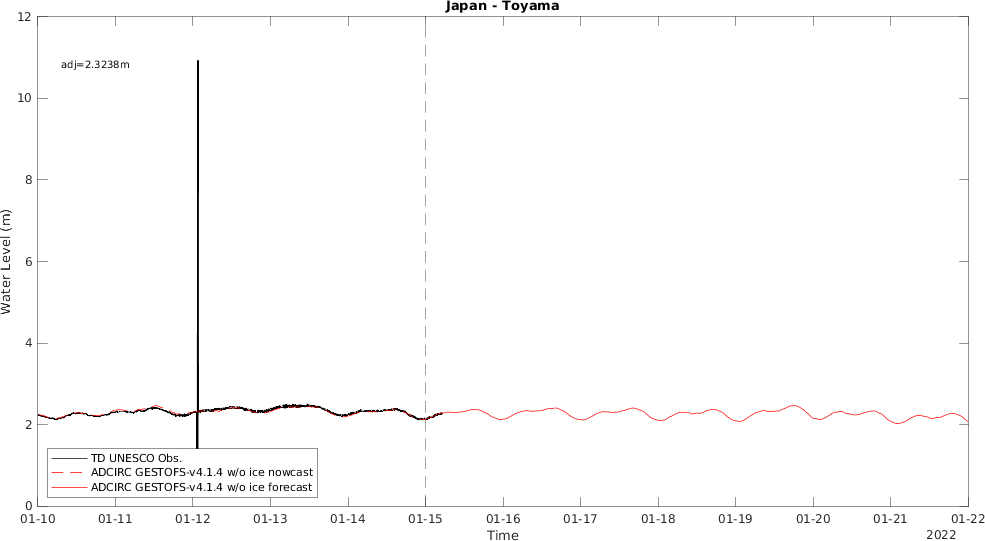 Japan - Toyama
12
10
8
6
4
2
0
Water Level (m)
adj=2.3238m
TD UNESCO Obs.
ADCIRC GESTOFS-v4.1.4 w/o ice nowcast
ADCIRC GESTOFS-v4.1.4 w/o ice forecast
01-10 01-11 01-12 01-13 01-14 01-15 01-16 01-17 01-18 01-19 01-20 01-21 01-22
Time
2022